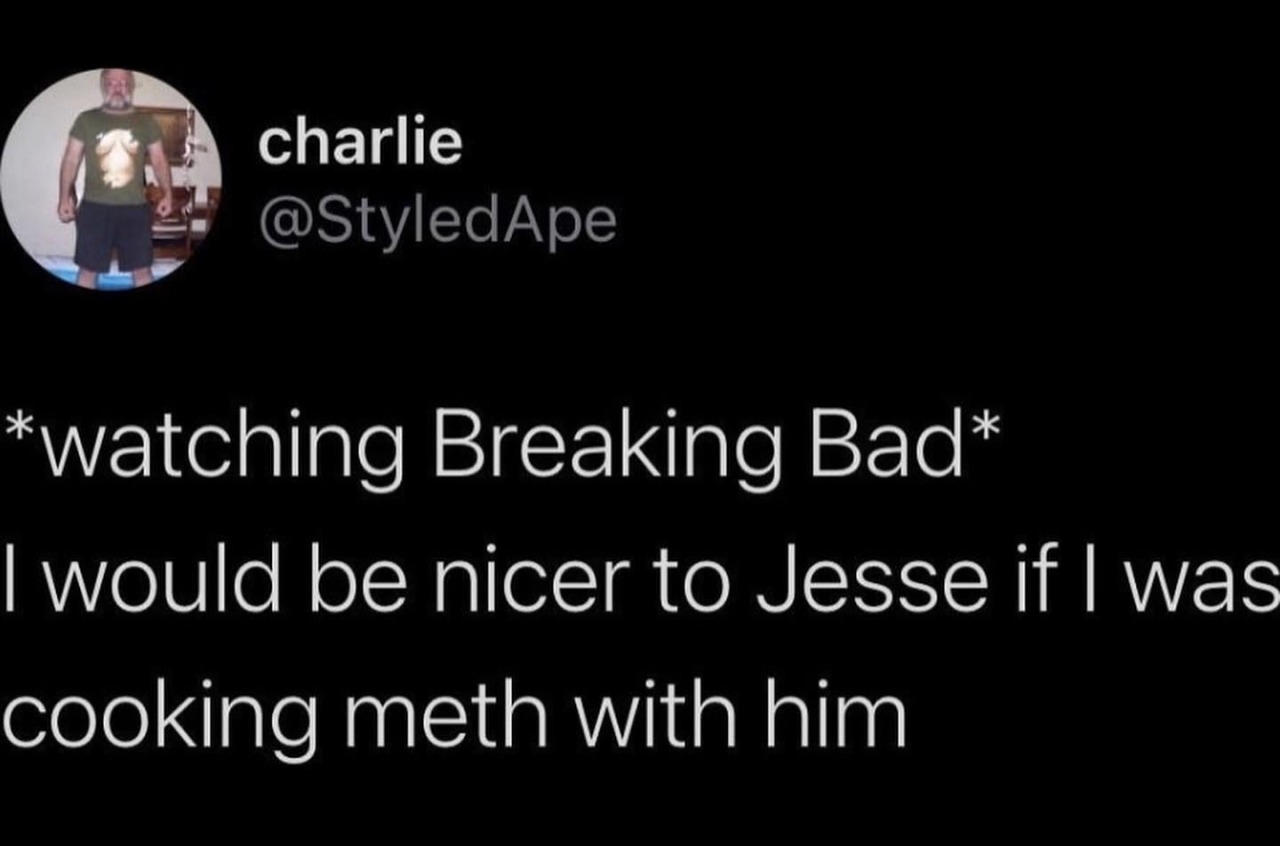 charlie
@StyledApe
*watching Breaking Bad*
I would be nicer to Jesse if I was
cooking meth with him